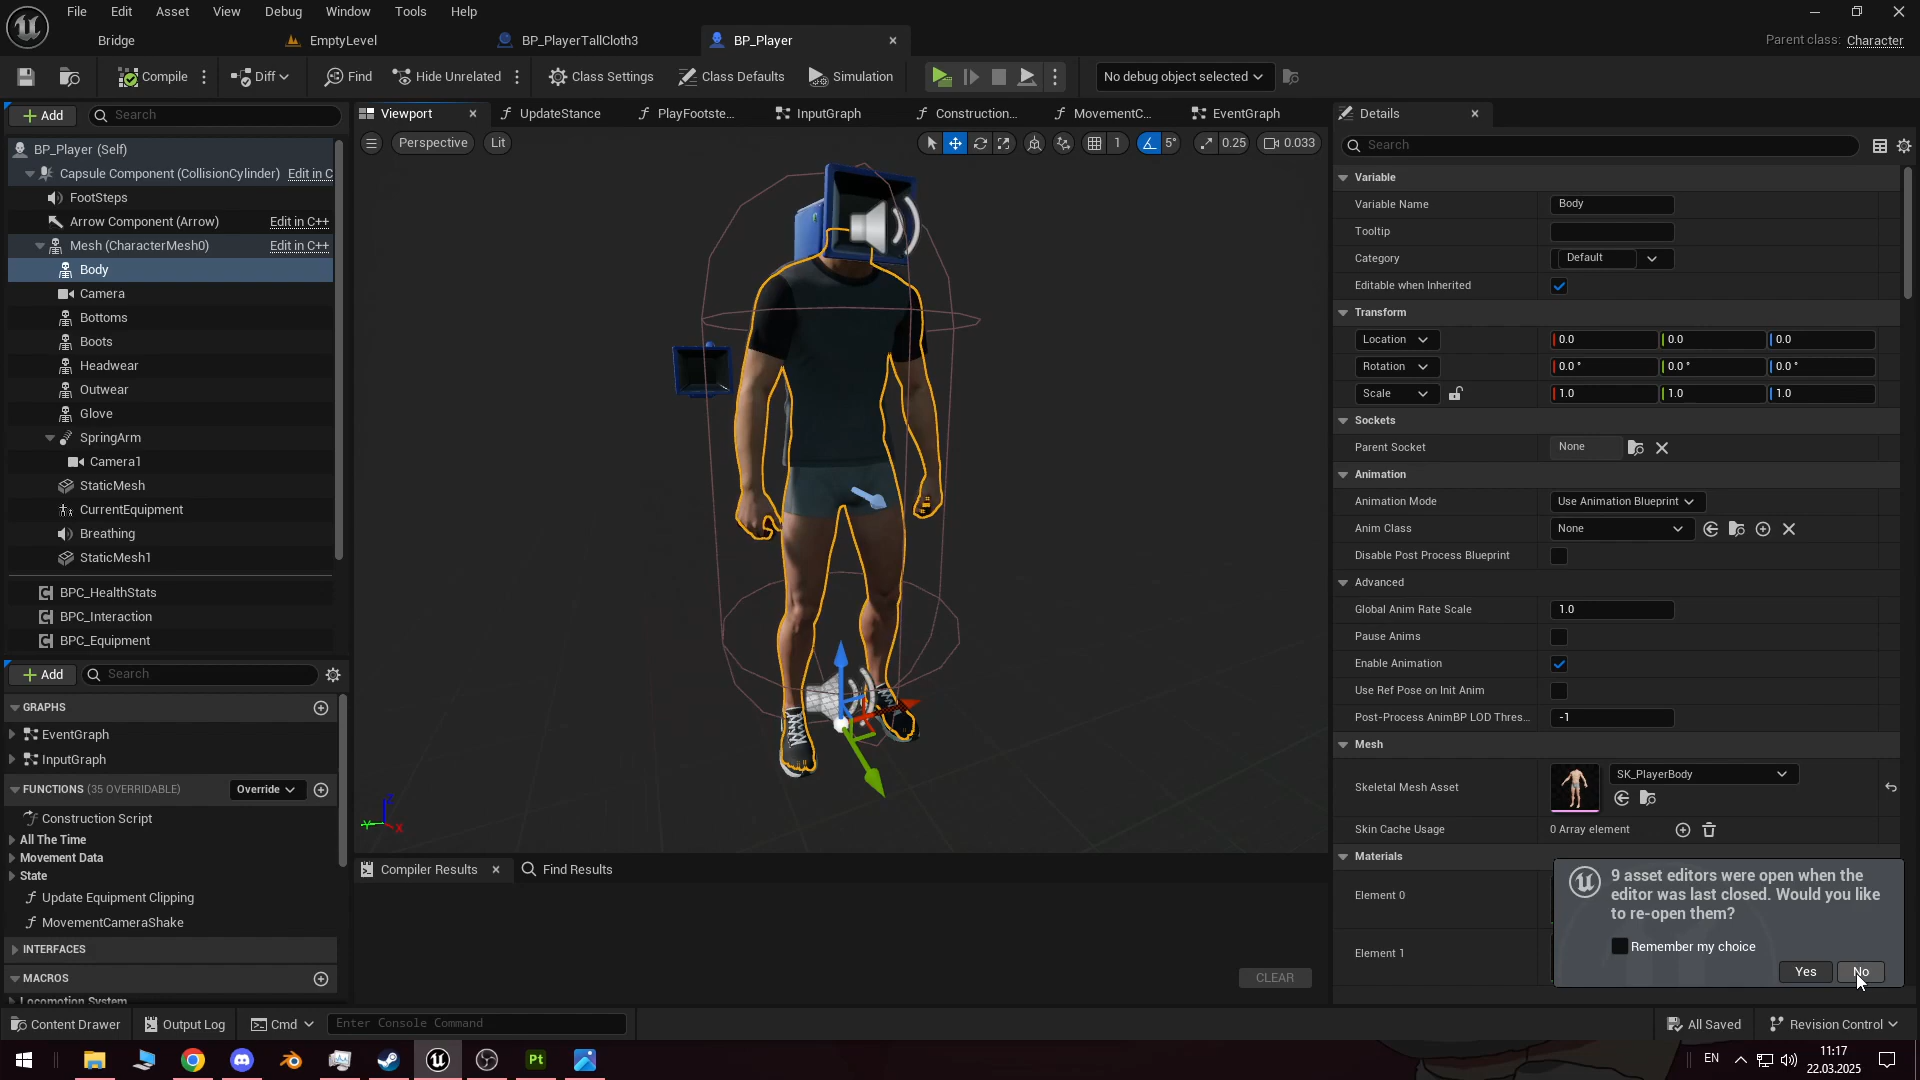 File Edit Asset View Debug Window Tools Help
Bridge EmptyLevel BP_PlayerTallCloth3 BP_Player Parent class: Character
Compile Diff Find Hide Unrelated Class Settings Class Defaults Simulation No debug object selected
Add Search
BP_Player (Self)
Capsule Component (CollisionCylinder) Edit in C
FootSteps
Arrow Component (Arrow) Edit in C++
Mesh (CharacterMesh0) Edit in C++
Body
Camera
Bottoms
Boots
Headwear
Outwear
Glove
SpringArm
Camera1
StaticMesh
CurrentEquipment
Breathing
StaticMesh1
BPC_HealthStats
BPC_Interaction
BPC_Equipment
Add Search
GRAPHS
EventGraph
InputGraph
FUNCTIONS (35 OVERRIDABLE) Override
Construction Script
All The Time
Movement Data
State
Update Equipment Clipping
MovementCameraShake
INTERFACES
MACROS
Locomotion System
Viewport UpdateStance PlayFootste... InputGraph Construction... MovementC... EventGraph
Perspective Lit 1 5° 0.25 0.033
Z
Y X
Compiler Results Find Results
CLEAR
Details
Search
Variable
Variable Name Body
Tooltip
Category Default
Editable when Inherited
Transform
Location 0.0 0.0 0.0
Rotation 0.0 ° 0.0 ° 0.0 °
Scale 1.0 1.0 1.0
Sockets
Parent Socket None
Animation
Animation Mode Use Animation Blueprint
Anim Class None
Disable Post Process Blueprint
Advanced
Global Anim Rate Scale 1.0
Pause Anims
Enable Animation
Use Ref Pose on Init Anim
Post-Process AnimBP LOD Thres... -1
Mesh
Skeletal Mesh Asset SK_PlayerBody
Skin Cache Usage 0 Array element
Materials
Element 0
Element 1
9 asset editors were open when the
editor was last closed. Would you like
to re-open them?
Remember my choice
Yes No
Content Drawer Output Log Cmd Enter Console Command All Saved Revision Control
Pt EN 11:17
22.03.2025